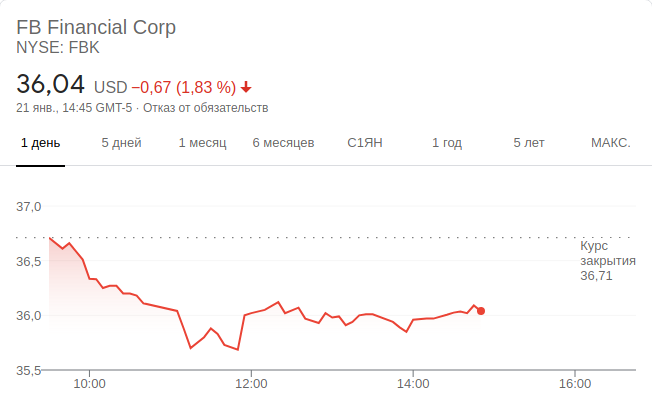 FB Financial Corp
NYSE: FBK
36,04 USD −0,67 (1,83 %)
21 янв., 14:45 GMT-5 · Отказ от обязательств
1 день 5 дней 1 месяц 6 месяцев С1ЯН 1 год 5 лет МАКС.
37,0
Курс
закрытия
36,71
36,5
36,0
35,5
10:00 12:00 14:00 16:00